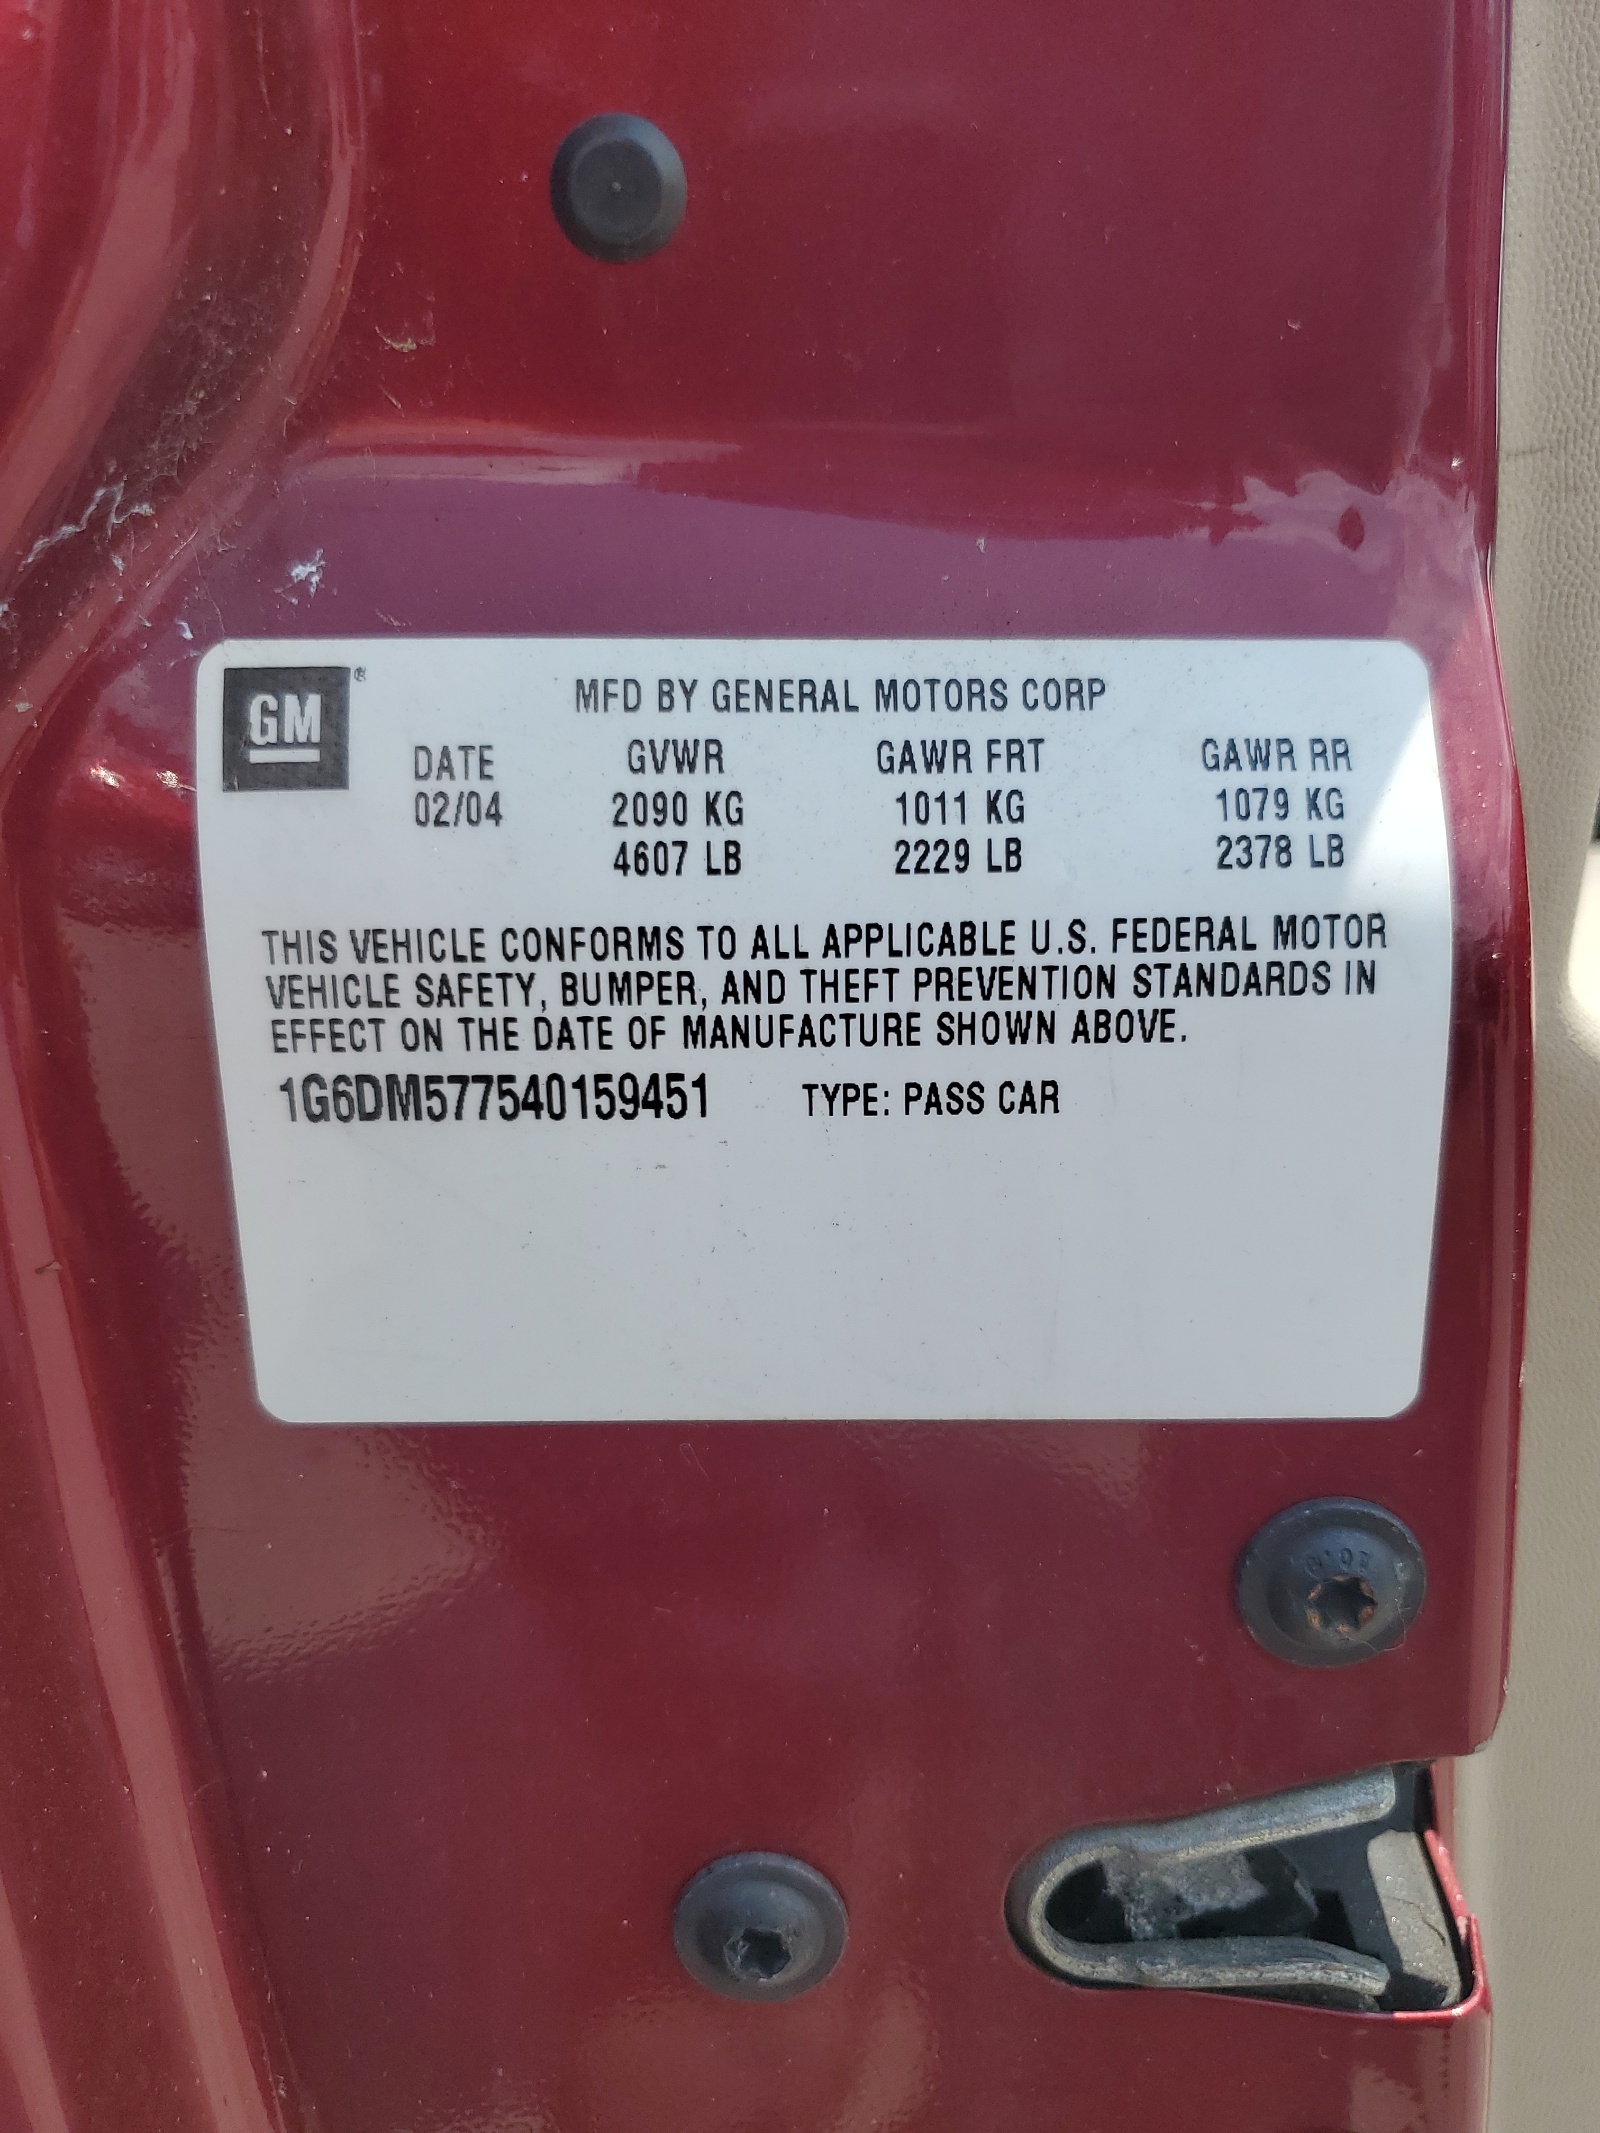 GM®
MFD BY GENERAL MOTORS CORP
DATE GVWR GAWR FRT GAWR RR
02/04 2090 KG 1011 KG 1079 KG
4607 LB 2229 LB 2378 LB
THIS VEHICLE CONFORMS TO ALL APPLICABLE U.S. FEDERAL MOTOR
VEHICLE SAFETY, BUMPER, AND THEFT PREVENTION STANDARDS IN
EFFECT ON THE DATE OF MANUFACTURE SHOWN ABOVE.
1G6DM577540159451 TYPE: PASS CAR